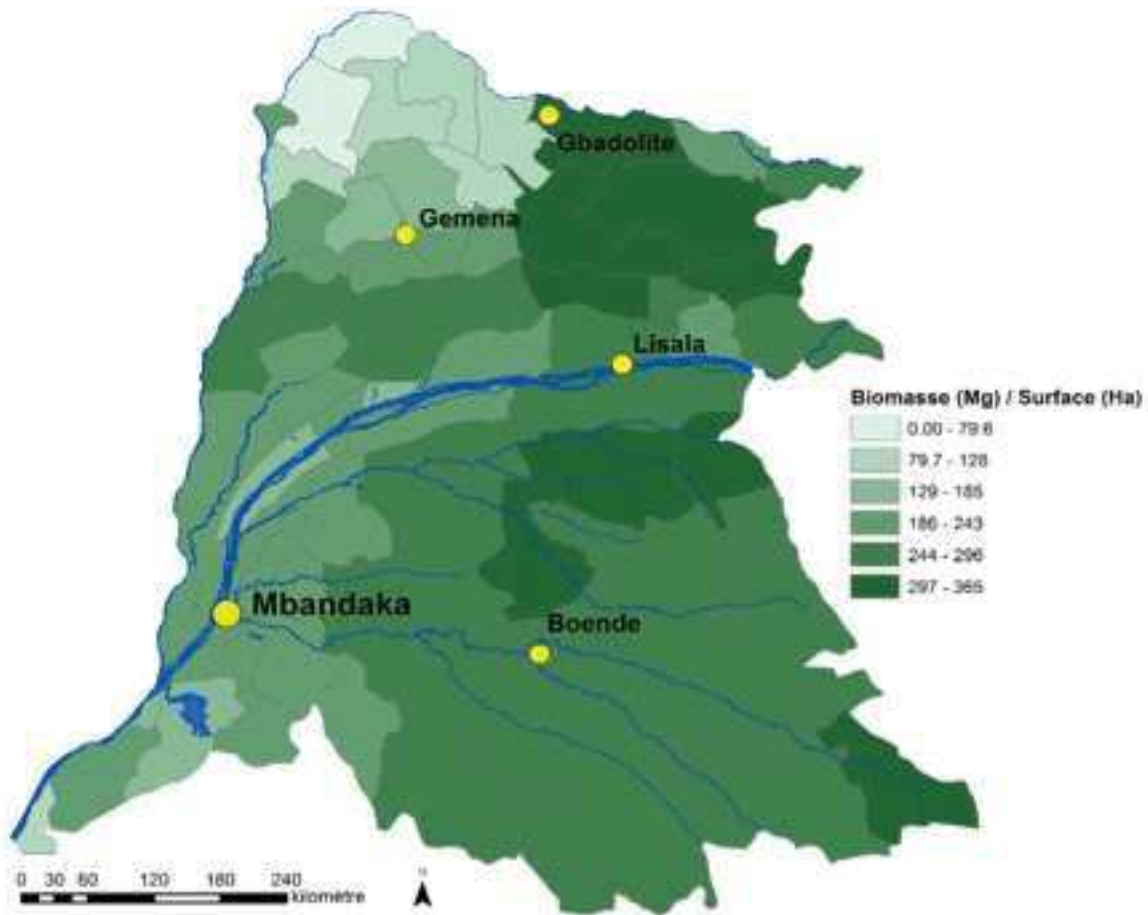 Gbadolite
Gemena
Lisala
Biomasse (Mg) / Surface (Ha)
0.00 - 79.6
79.7 - 128
129 - 185
186 - 243
244 - 296
297 - 365
Mbandaka
Boende
0 30 60 120 180 240
kilomètre
N